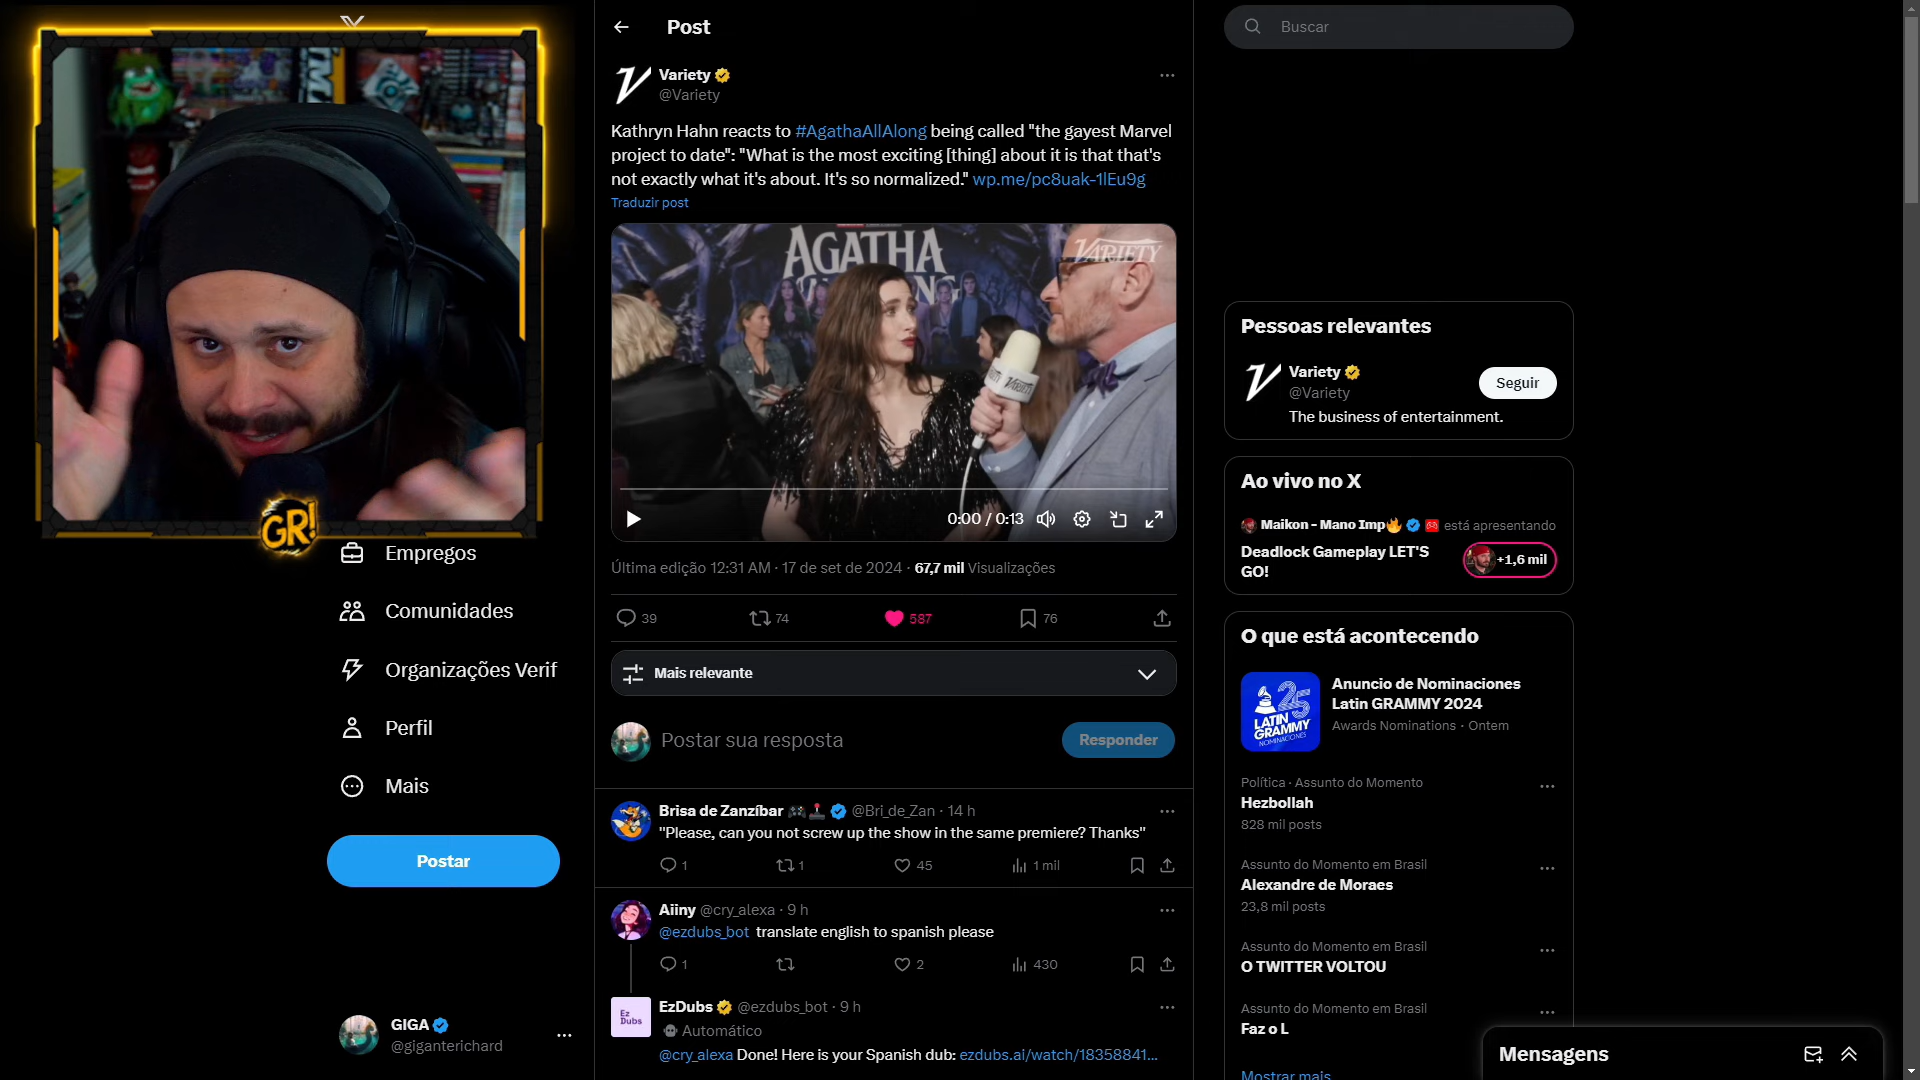 Post
Buscar
Variety
@Variety
Kathryn Hahn reacts to #AgathaAllAlong being called "the gayest Marvel
project to date": "What is the most exciting [thing] about it is that that's
not exactly what it's about. It's so normalized." wp.me/pc8uak-1lEu9g
Traduzir post
AGATHA
VARIETY
0:00 / 0:13
Última edição 12:31 AM · 17 de set de 2024 · 67,7 mil Visualizações
39
74
587
76
Mais relevante
Postar sua resposta
Responder
Brisa de Zanzíbar @Bri_de_Zan · 14 h
"Please, can you not screw up the show in the same premiere? Thanks"
1
1
45
1 mil
Aiiny @cry_alexa · 9 h
@ezdubs_bot translate english to spanish please
1
2
430
Ez
Dubs
EzDubs @ezdubs_bot · 9 h
Automático
@cry_alexa Done! Here is your Spanish dub: ezdubs.ai/watch/18358841...
GR!
Empregos
Comunidades
Organizações Verif
Perfil
Mais
Postar
GIGA
@giganterichard
Pessoas relevantes
Variety
@Variety
Seguir
The business of entertainment.
Ao vivo no X
Maikon - Mano Imp está apresentando
Deadlock Gameplay LET'S
GO!
+1,6 mil
O que está acontecendo
25
LATIN
GRAMMY
NOMINACIONES
Anuncio de Nominaciones
Latin GRAMMY 2024
Awards Nominations · Ontem
Política · Assunto do Momento
Hezbollah
828 mil posts
Assunto do Momento em Brasil
Alexandre de Moraes
23,8 mil posts
Assunto do Momento em Brasil
O TWITTER VOLTOU
Assunto do Momento em Brasil
Faz o L
Mostrar mais
Mensagens